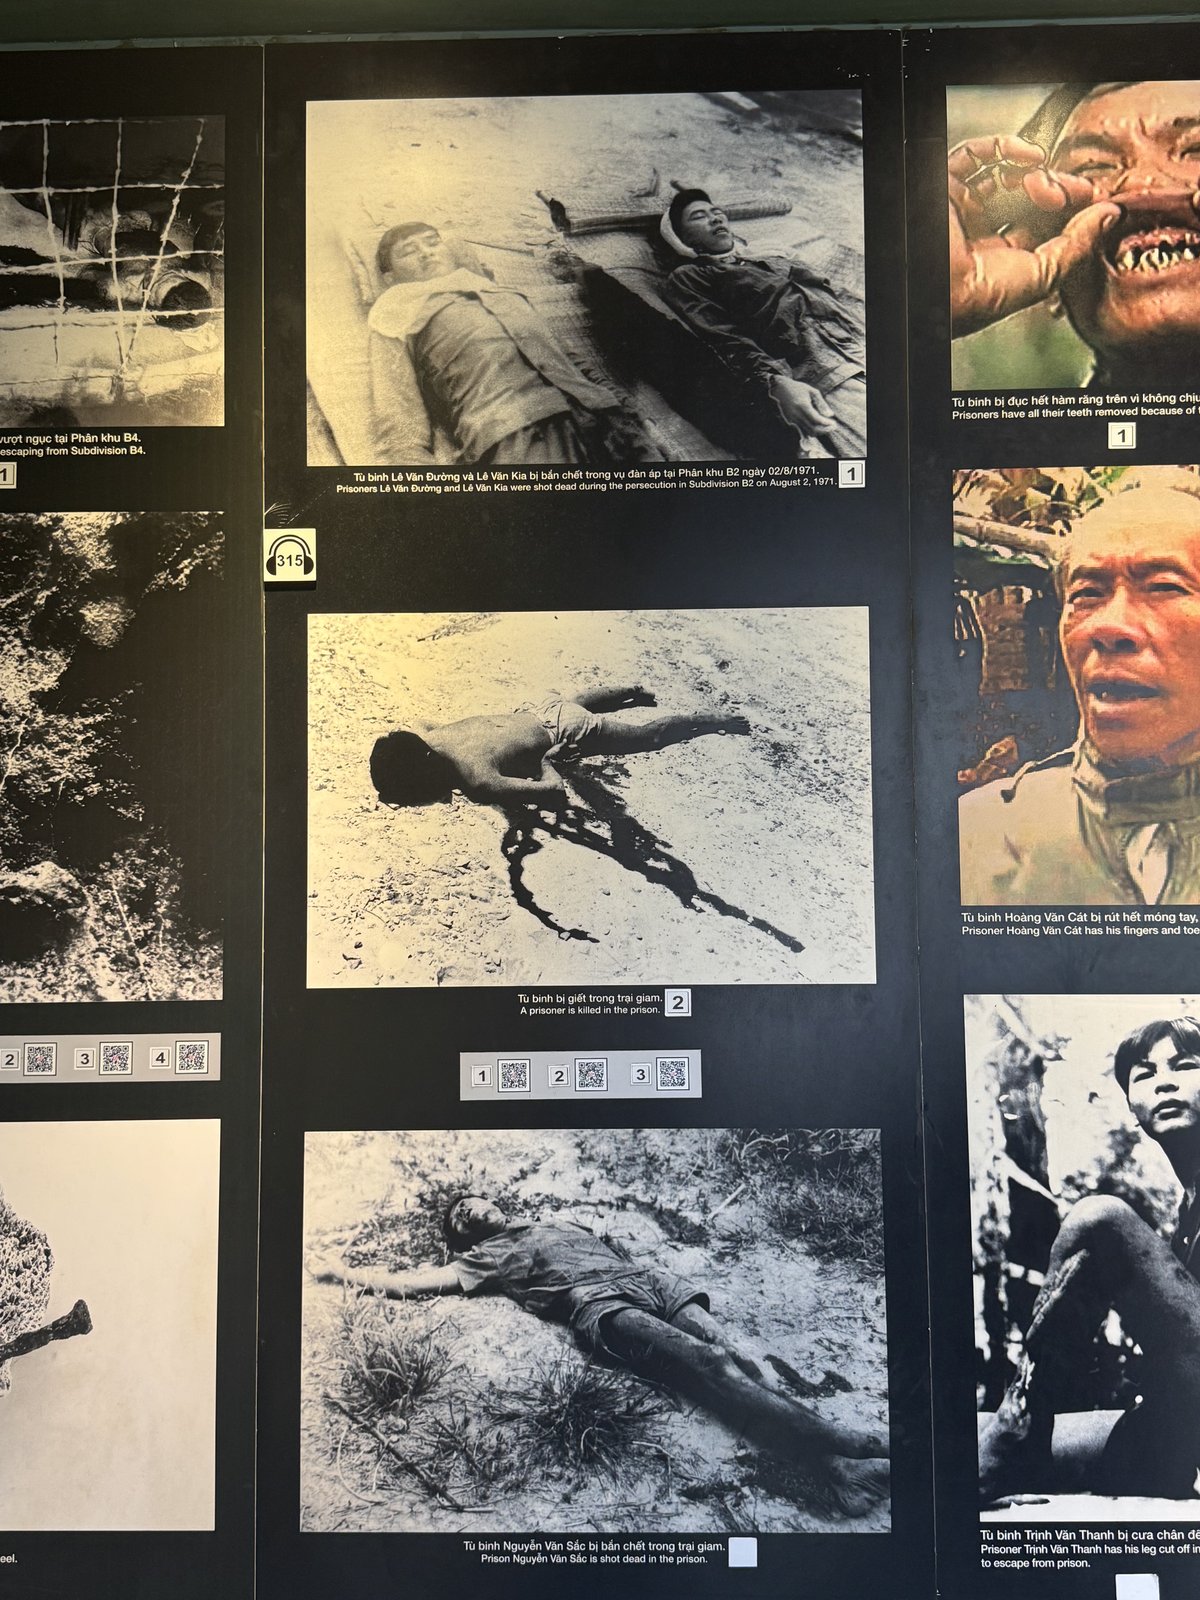 vượt ngục tại Phân khu B4.
escaping from Subdivision B4.
1
2
3
4
eel.
Tù binh Lê Văn Đường và Lê Văn Kia bị bắn chết trong vụ đàn áp tại Phân khu B2 ngày 02/8/1971.
Prisoners Lê Văn Đường and Lê Văn Kia were shot dead during the persecution in Subdivision B2 on August 2, 1971.
1
315
Tù binh bị giết trong trại giam.
A prisoner is killed in the prison.
2
1
2
3
Tù binh Nguyễn Văn Sắc bị bắn chết trong trại giam.
Prison Nguyễn Văn Sắc is shot dead in the prison.
Tù binh bị đục hết hàm răng trên vì không chịu
Prisoners have all their teeth removed because of
1
Tù binh Hoàng Văn Cát bị rút hết móng tay,
Prisoner Hoàng Văn Cát has his fingers and toe
Tù binh Trịnh Văn Thanh bị cưa chân
Prisoner Trịnh Văn Thanh has his leg cut off in
to escape from prison.